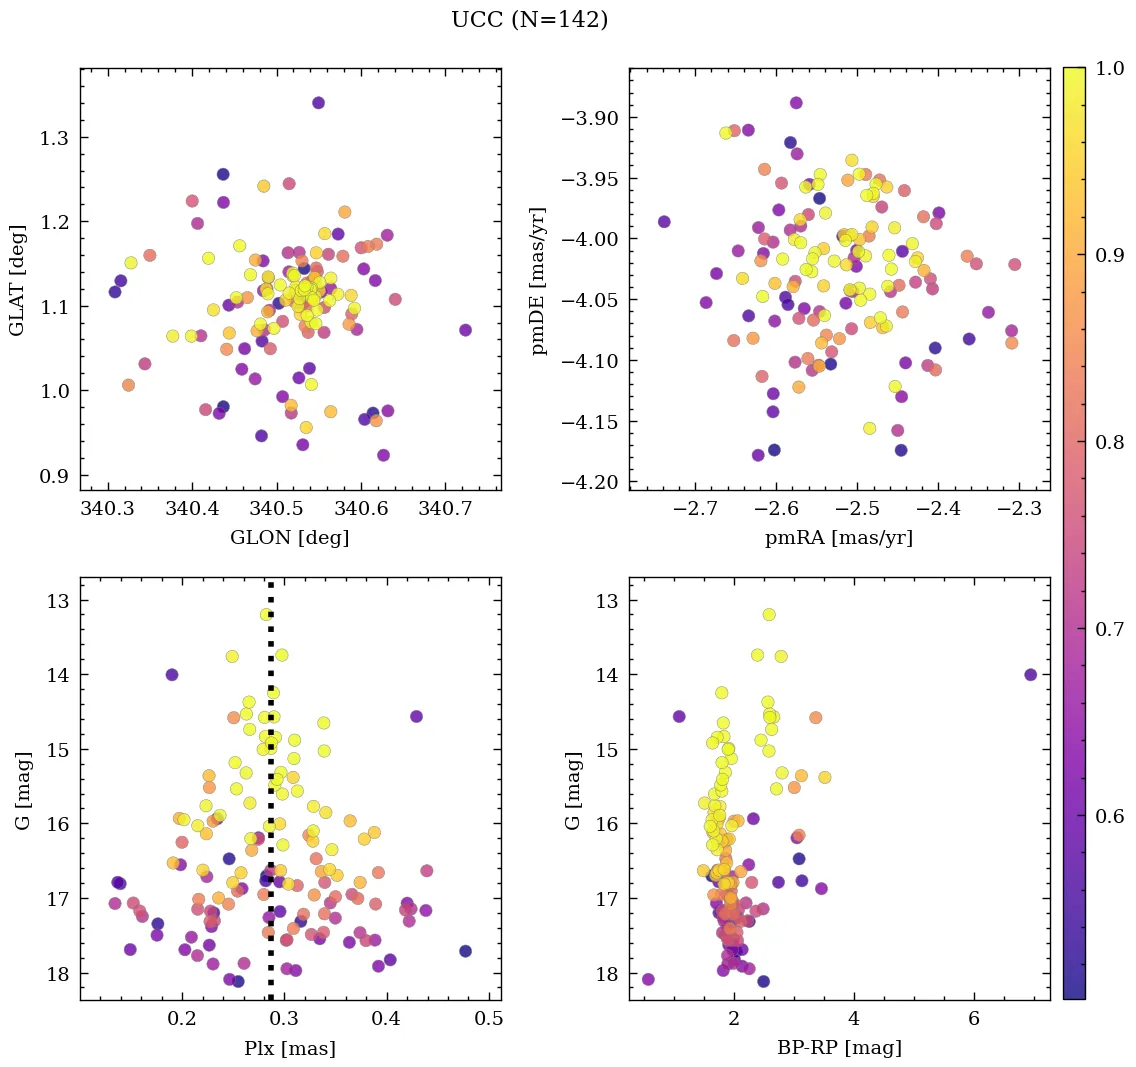 UCC (N=142)
1.3
1.2
1.1
1.0
0.9
GLAT [deg]
340.3 340.4 340.5 340.6 340.7
GLON [deg]
−3.90
−3.95
−4.00
−4.05
−4.10
−4.15
−4.20
pmDE [mas/yr]
−2.7 −2.6 −2.5 −2.4 −2.3
pmRA [mas/yr]
13
14
15
16
17
18
G [mag]
0.2 0.3 0.4 0.5
Plx [mas]
13
14
15
16
17
18
G [mag]
2 4 6
BP-RP [mag]
1.0
0.9
0.8
0.7
0.6